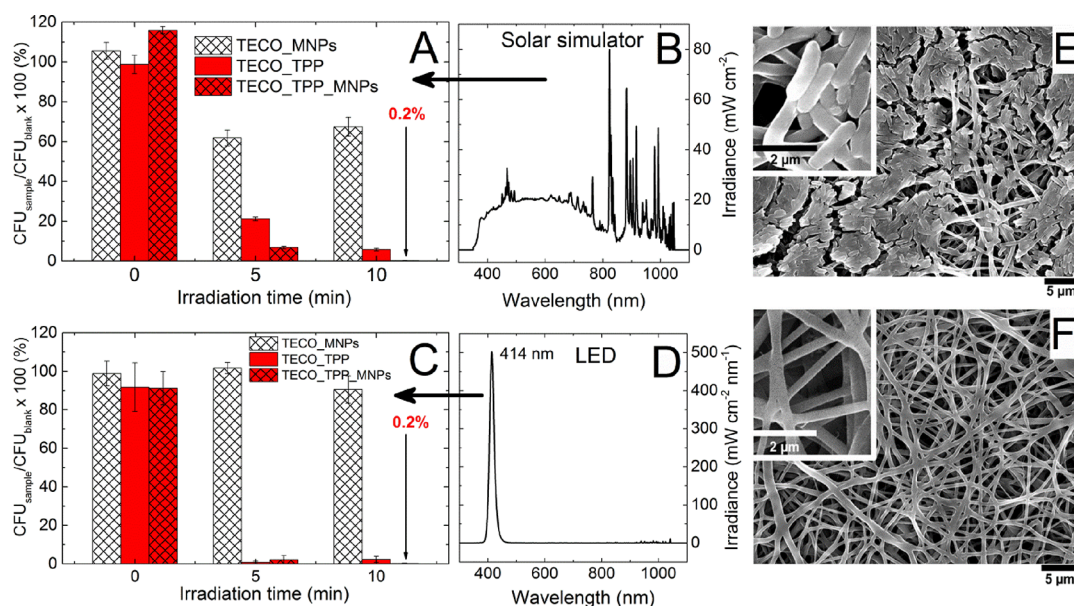 A
TECO_MNPs
TECO_TPP
TECO_TPP_MNPs
0.2%
CFUsample/CFUblank x 100 (%)
120
100
80
60
40
20
0
0 5 10
Irradiation time (min)
B
Solar simulator
80
60
40
20
0
Irradiance (mW cm-2)
400 600 800 1000
Wavelength (nm)
E
2 µm
5 µm
C
TECO_MNPs
TECO_TPP
TECO_TPP_MNPs
0.2%
CFUsample/CFUblank x 100 (%)
120
100
80
60
40
20
0
0 5 10
Irradiation time (min)
D
414 nm LED
500
400
300
200
100
0
Irradiance (mW cm-2 nm-1)
400 600 800 1000
Wavelength (nm)
F
2 µm
5 µm